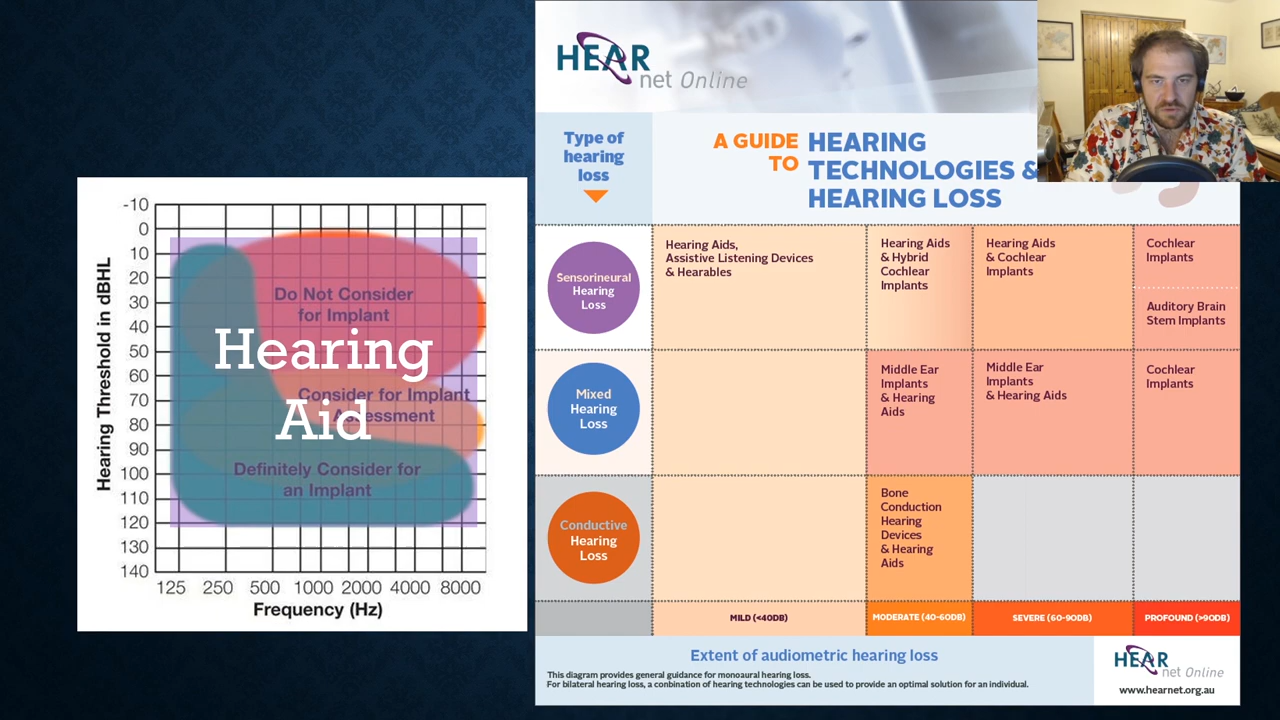 -10
0
10
20
30
40
50
60
70
80
90
100
110
120
130
140
Hearing Threshold in dBHL
Do Not Consider
for Implant
Consider for Implant
Assessment
Definitely Consider for
an Implant
Hearing
Aid
125 250 500 1000 2000 4000 8000
Frequency (Hz)
HEAR
net Online
Type of
hearing
loss
A GUIDE
TO
HEARING
TECHNOLOGIES &
HEARING LOSS
Sensorineural
Hearing
Loss
Hearing Aids,
Assistive Listening Devices
& Hearables
Hearing Aids
& Hybrid
Cochlear
Implants
Hearing Aids
& Cochlear
Implants
Cochlear
Implants
Auditory Brain
Stem Implants
Mixed
Hearing
Loss
Middle Ear
Implants
& Hearing
Aids
Middle Ear
Implants
& Hearing Aids
Cochlear
Implants
Conductive
Hearing
Loss
Bone
Conduction
Hearing
Devices
& Hearing
Aids
MILD (<40DB)
MODERATE (40-60DB)
SEVERE (60-90DB)
PROFOUND (>90DB)
Extent of audiometric hearing loss
This diagram provides general guidance for monoaural hearing loss.
For bilateral hearing loss, a combination of hearing technologies can be used to provide an optimal solution for an individual.
HEAR
net Online
www.hearnet.org.au